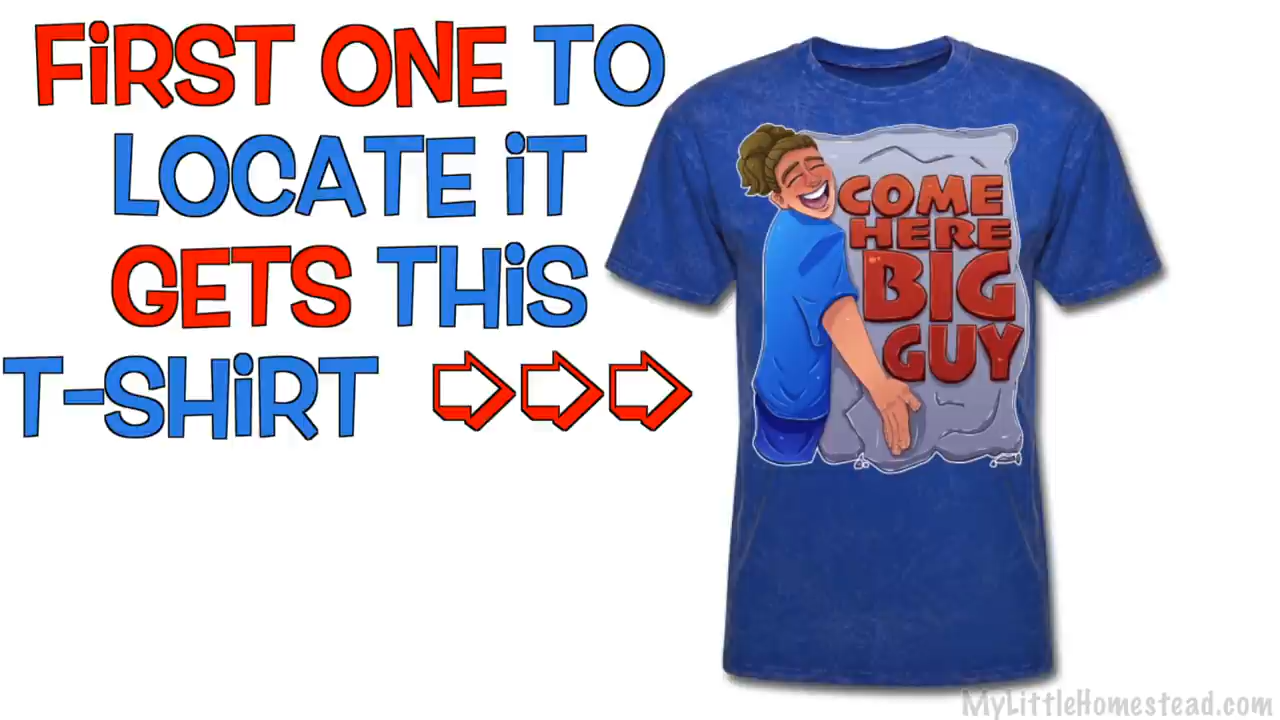 FiRST ONE TO
LOCATE iT
GETS THiS
T-SHiRT
COME
HERE
BIG
GUY
MyLittleHomestead.com